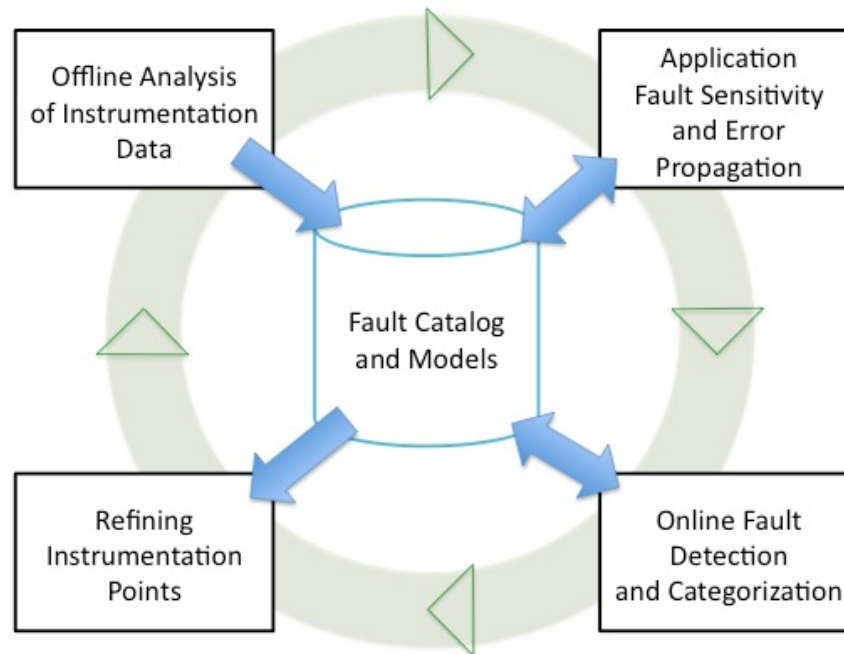 Offline Analysis
of Instrumentation
Data
Application
Fault Sensitivity
and Error
Propagation
Fault Catalog
and Models
Refining
Instrumentation
Points
Online Fault
Detection
and Categorization